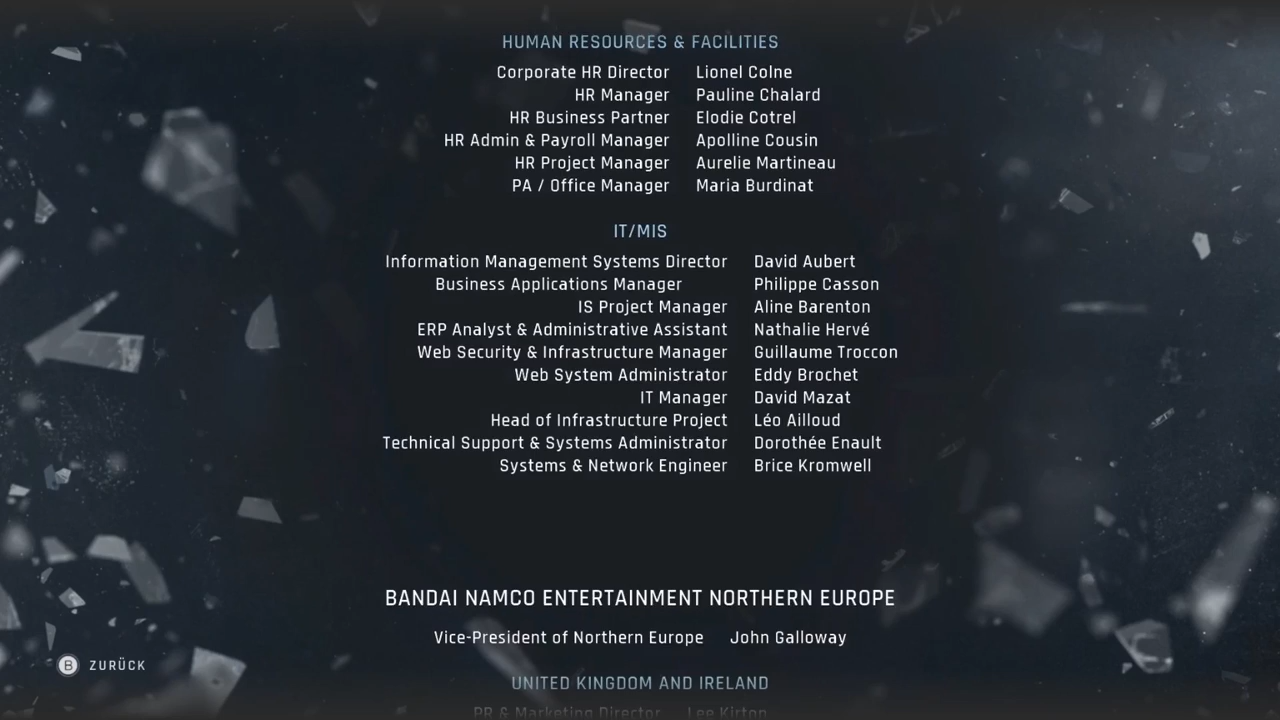 HUMAN RESOURCES & FACILITIES
Corporate HR Director Lionel Colne
HR Manager Pauline Chalard
HR Business Partner Elodie Cotrel
HR Admin & Payroll Manager Apolline Cousin
HR Project Manager Aurelie Martineau
PA / Office Manager Maria Burdinat
IT/MIS
Information Management Systems Director David Aubert
Business Applications Manager Philippe Casson
IS Project Manager Aline Barenton
ERP Analyst & Administrative Assistant Nathalie Hervé
Web Security & Infrastructure Manager Guillaume Troccon
Web System Administrator Eddy Brochet
IT Manager David Mazat
Head of Infrastructure Project Léo Ailloud
Technical Support & Systems Administrator Dorothée Enault
Systems & Network Engineer Brice Kromwell
BANDAI NAMCO ENTERTAINMENT NORTHERN EUROPE
Vice-President of Northern Europe John Galloway
B ZURÜCK
UNITED KINGDOM AND IRELAND
PR & Marketing Director Lee Kirton